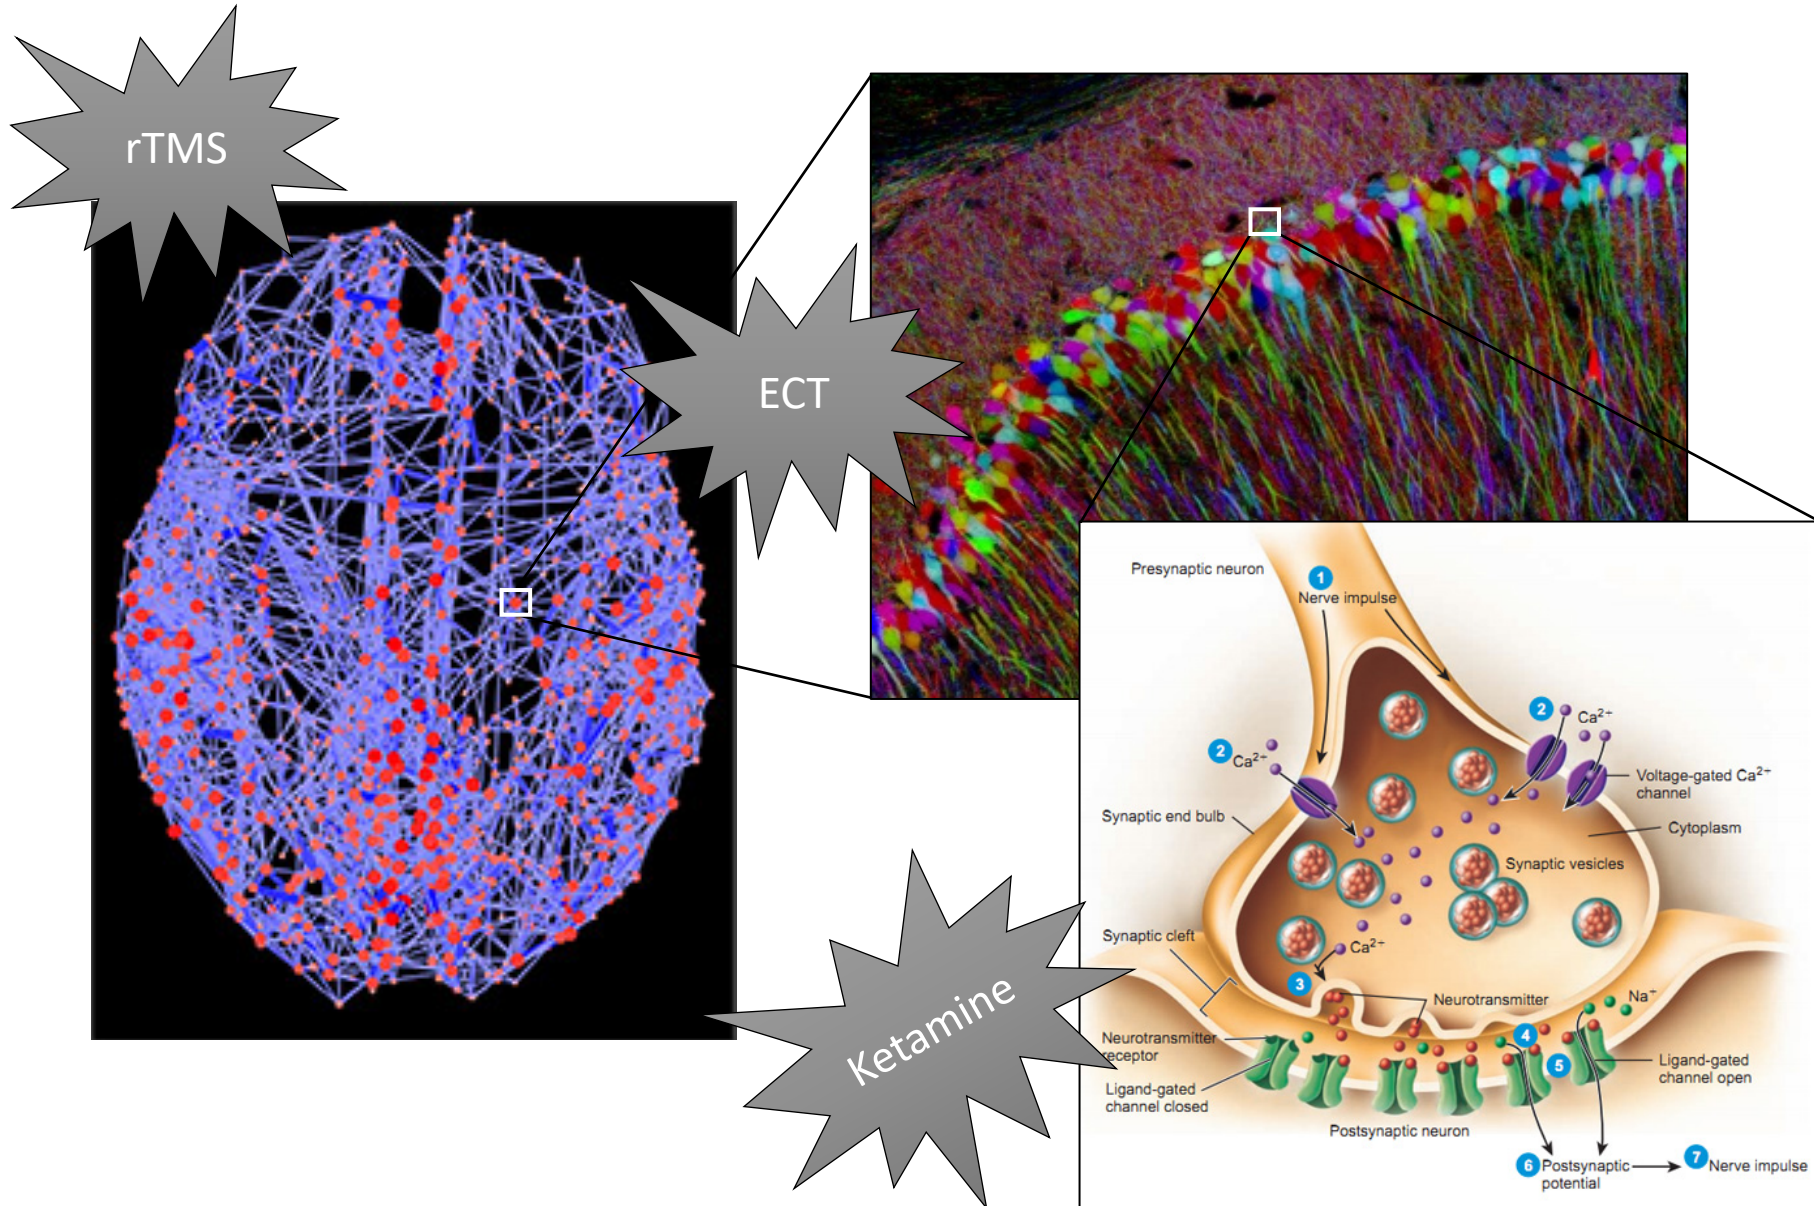 rTMS
ECT
Ketamine
Presynaptic neuron
1
Nerve impulse
2
Ca2+
2
Ca2+
Voltage-gated Ca2+
channel
Synaptic end bulb
Cytoplasm
Synaptic vesicles
Synaptic cleft
Ca2+
3
Neurotransmitter
Na+
Neurotransmitter
receptor
4
5
Ligand-gated
channel open
Ligand-gated
channel closed
Postsynaptic neuron
6 Postsynaptic
potential
7 Nerve impulse